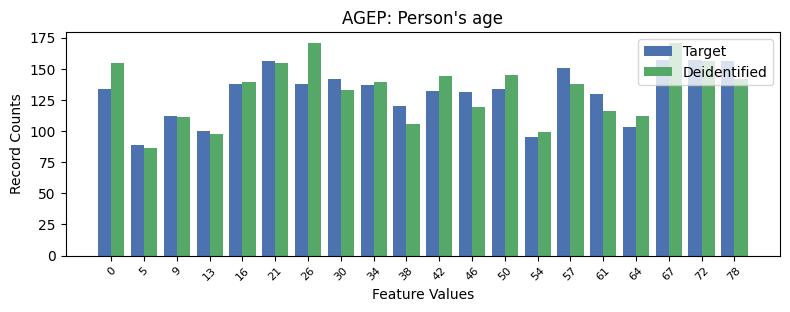 AGEP: Person's age
Target
Deidentified
Record Counts
175
150
125
100
75
50
25
0
0 5 9 13 16 21 26 30 34 38 42 46 50 54 57 61 64 67 72 78
Feature Values